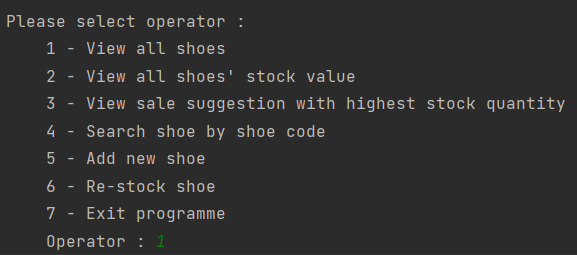 Please select operator :
1 - View all shoes
2 - View all shoes' stock value
3 - View sale suggestion with highest stock quantity
4 - Search shoe by shoe code
5 - Add new shoe
6 - Re-stock shoe
7 - Exit programme
Operator : 1